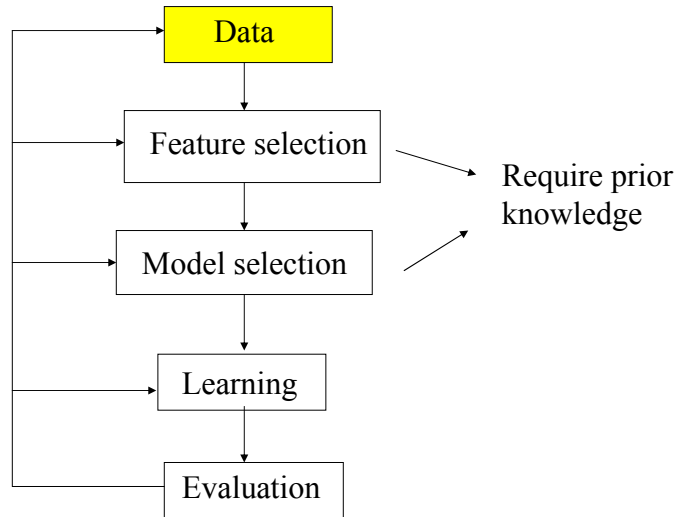 Data
Feature selection
Require prior
knowledge
Model selection
Learning
Evaluation